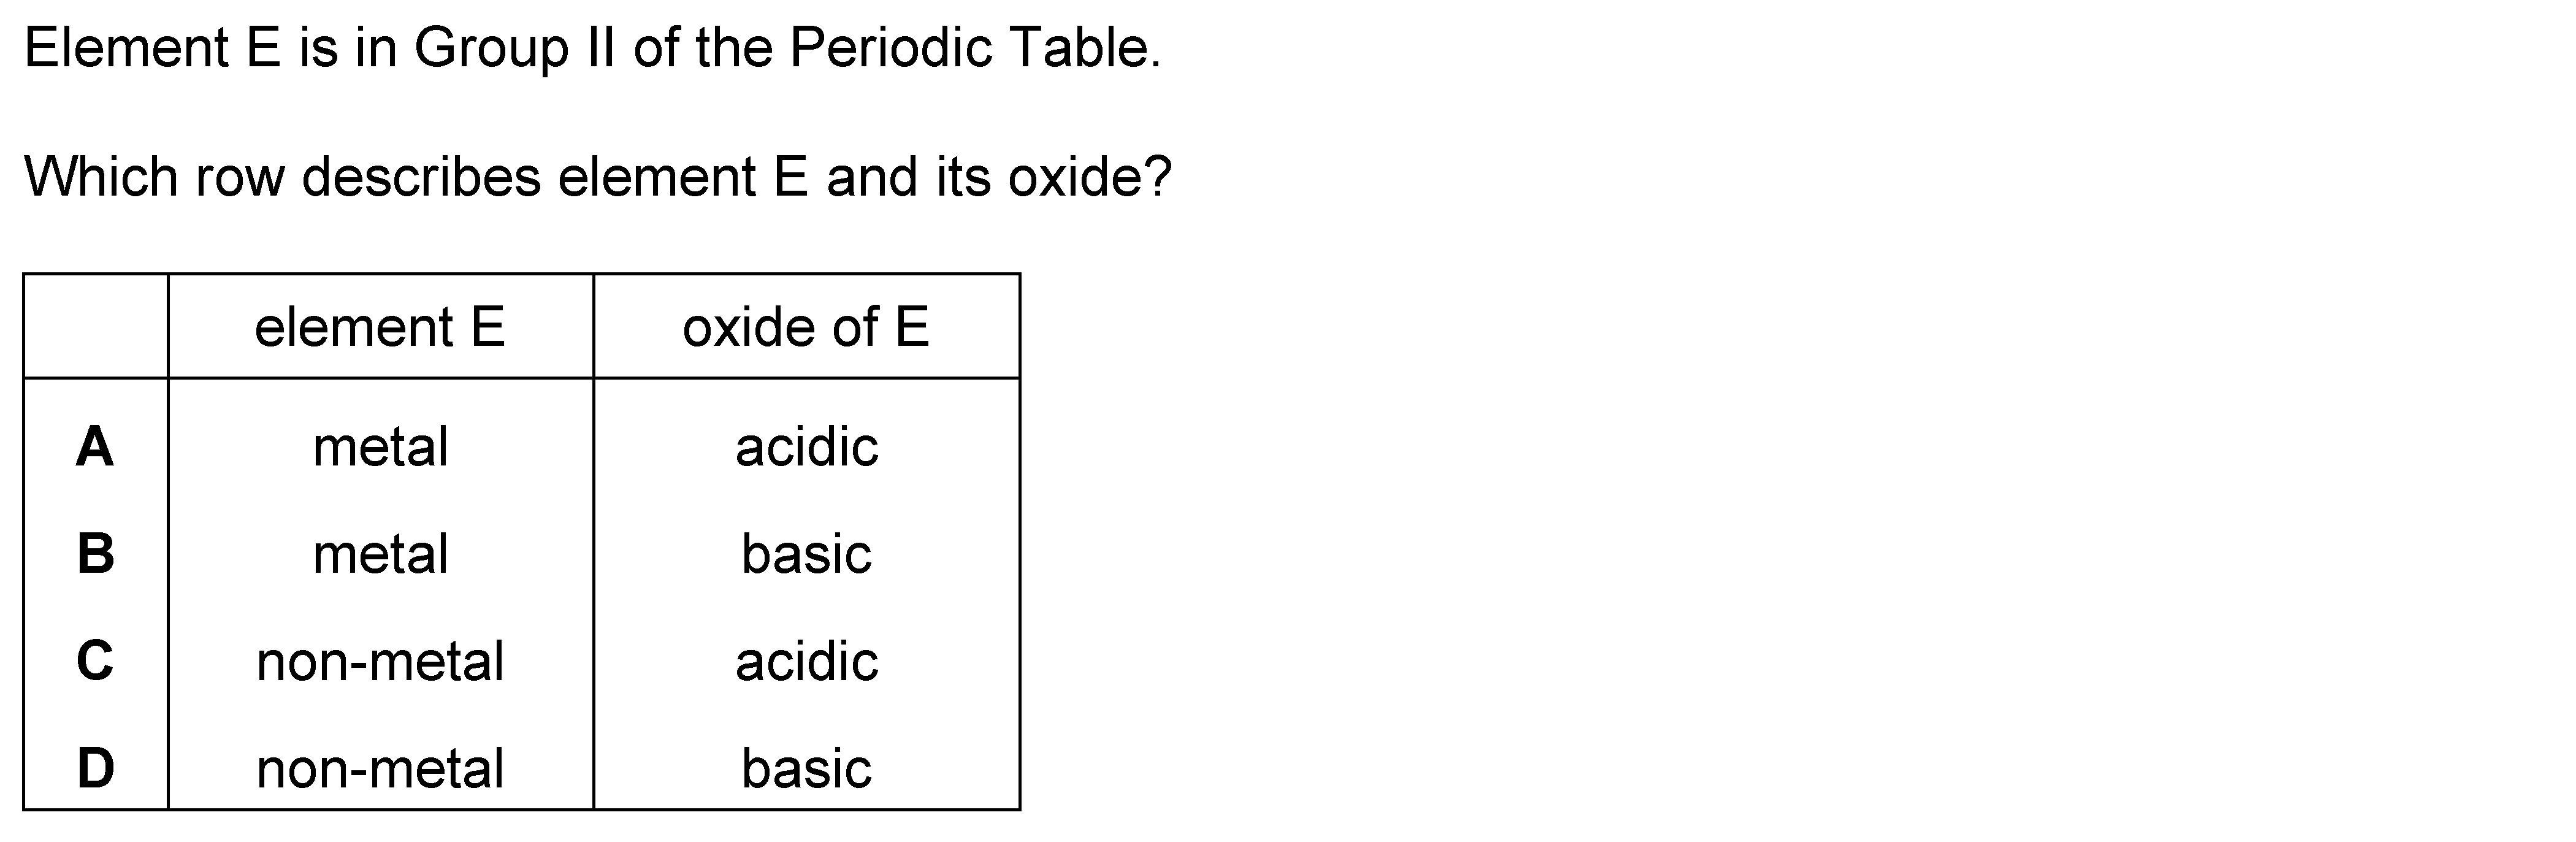 Element E is in Group II of the Periodic Table.
Which row describes element E and its oxide?
element E oxide of E
A metal acidic
B metal basic
C non-metal acidic
D non-metal basic